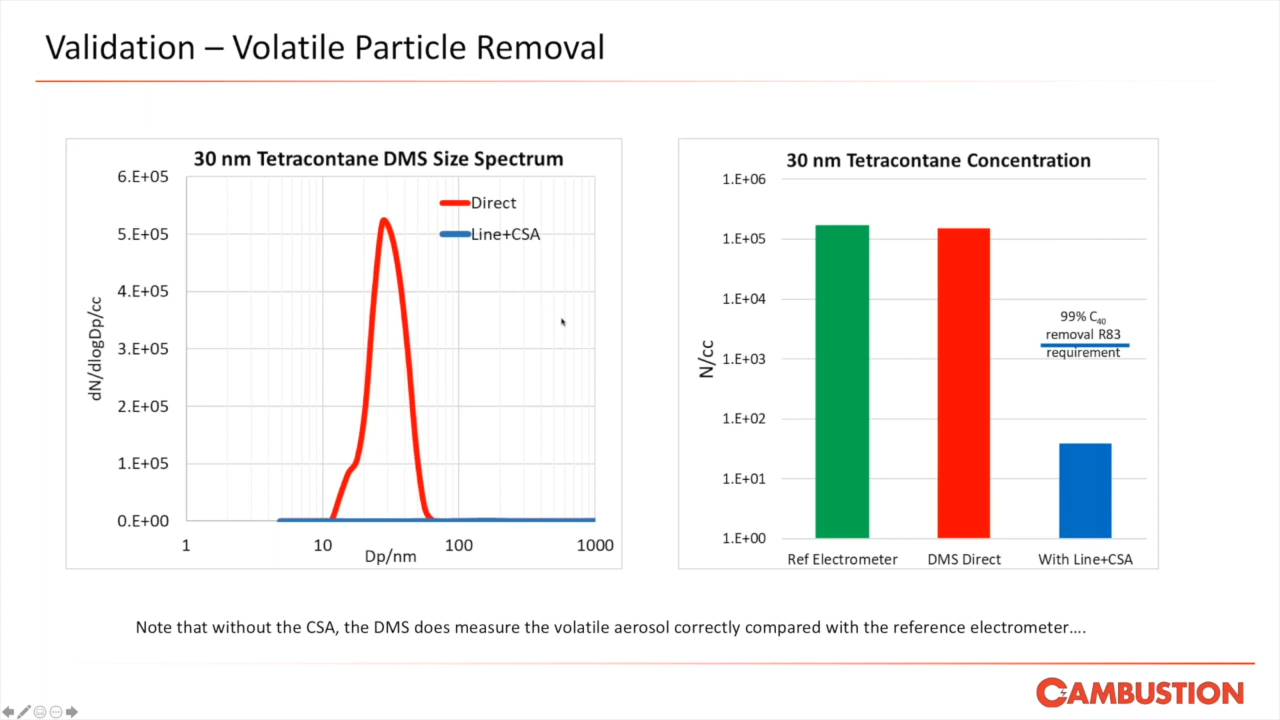 Validation – Volatile Particle Removal
30 nm Tetracontane DMS Size Spectrum
6.E+05
5.E+05
4.E+05
3.E+05
2.E+05
1.E+05
0.E+00
dN/dlogDp/cc
Direct
Line+CSA
1
10
100
1000
Dp/nm
30 nm Tetracontane Concentration
1.E+06
1.E+05
1.E+04
1.E+03
1.E+02
1.E+01
1.E+00
N/cc
99% C₄₀
removal R83
requirement
Ref Electrometer
DMS Direct
With Line+CSA
Note that without the CSA, the DMS does measure the volatile aerosol correctly compared with the reference electrometer....
CAMBUSTION